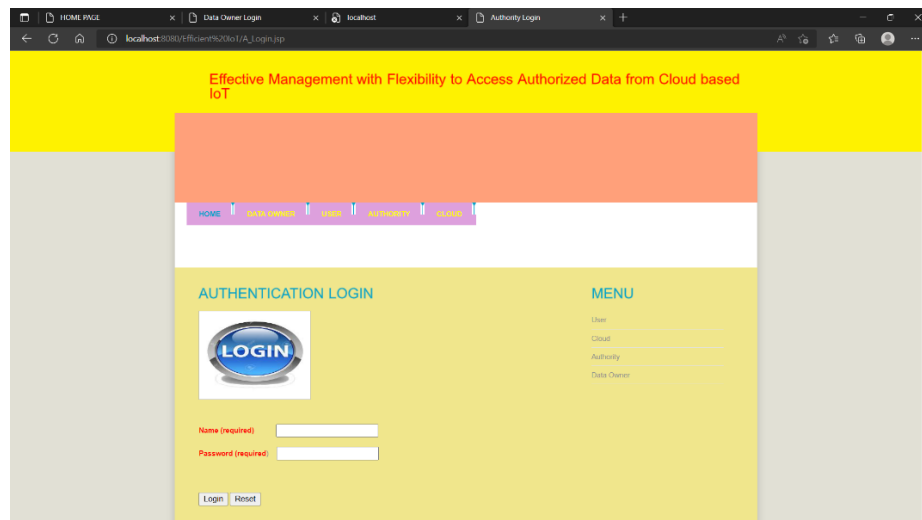 HOME PAGE
Data Owner Login
localhost
Authority Login
localhost:8080/Efficient%20IoT/A_Login.jsp
Effective Management with Flexibility to Access Authorized Data from Cloud based
IoT
HOME DATA OWNER USER AUTHORITY CLOUD
AUTHENTICATION LOGIN
LOGIN
Name (required)
Password (required)
Login Reset
MENU
User
Cloud
Authority
Data Owner